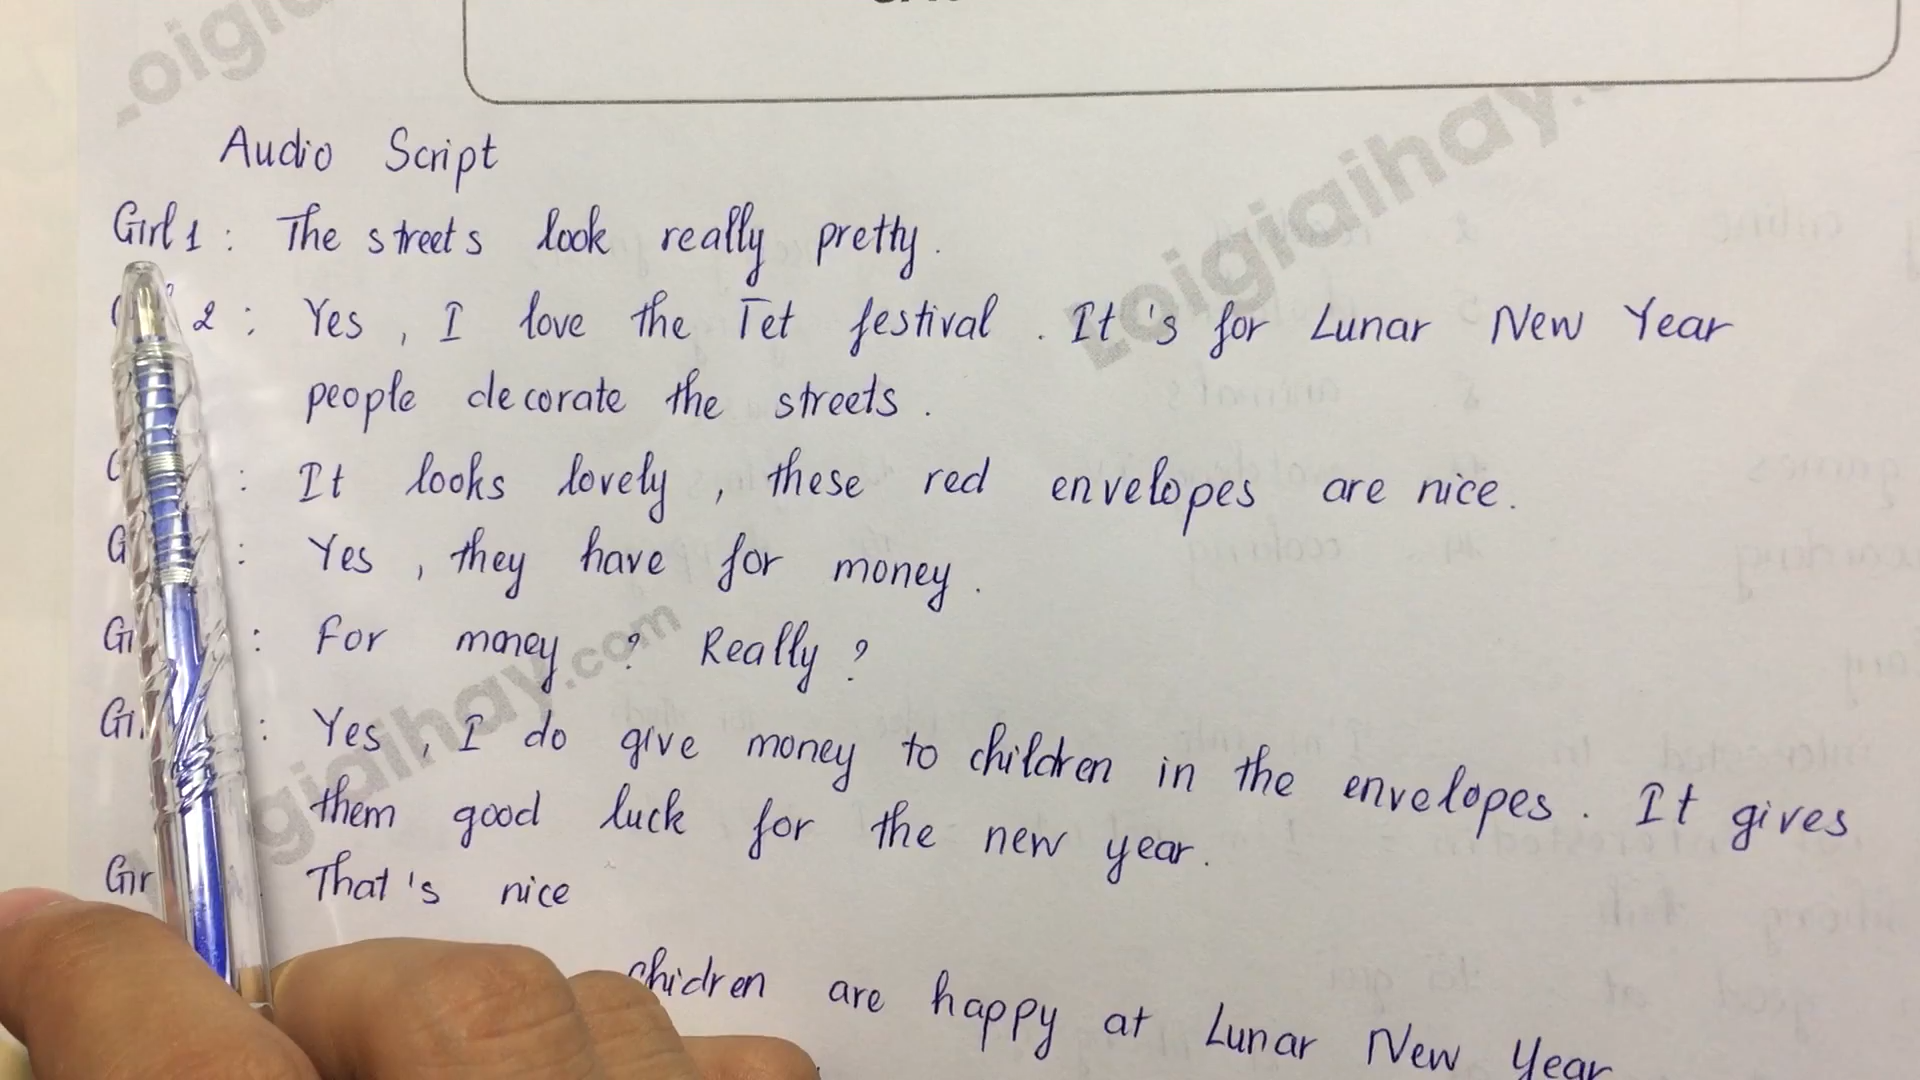 Audio Script
Girl 1 : The streets look really pretty.
2 : Yes, I love the Tet festival. It's for Lunar New Year
people decorate the streets.
: It looks lovely, these red envelopes are nice.
: Yes, they have for money.
: For money? Really?
: Yes, I do give money to children in the envelopes. It gives
them good luck for the new year.
: That's nice
chidren are happy at Lunar New Year
Loigiaihay.com